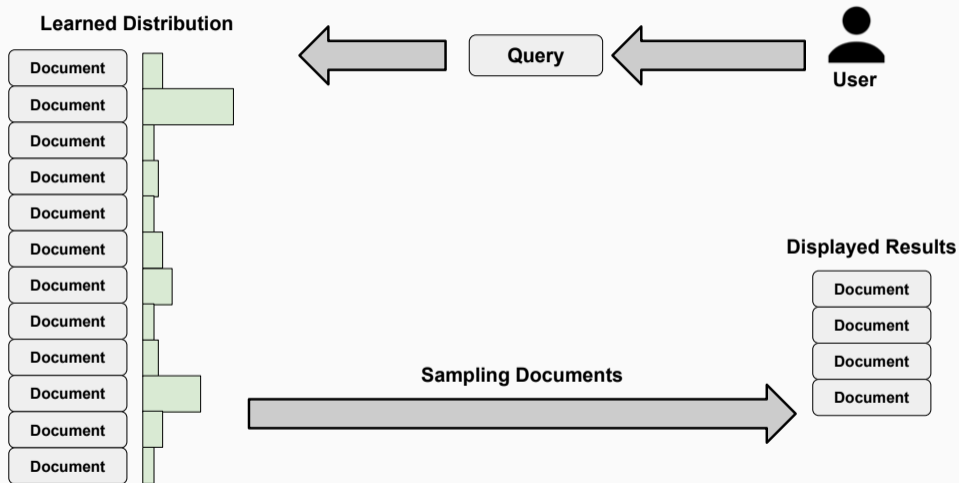 Learned Distribution
Query
User
Document
Document
Document
Document
Document
Document
Document
Document
Document
Document
Document
Document
Sampling Documents
Displayed Results
Document
Document
Document
Document